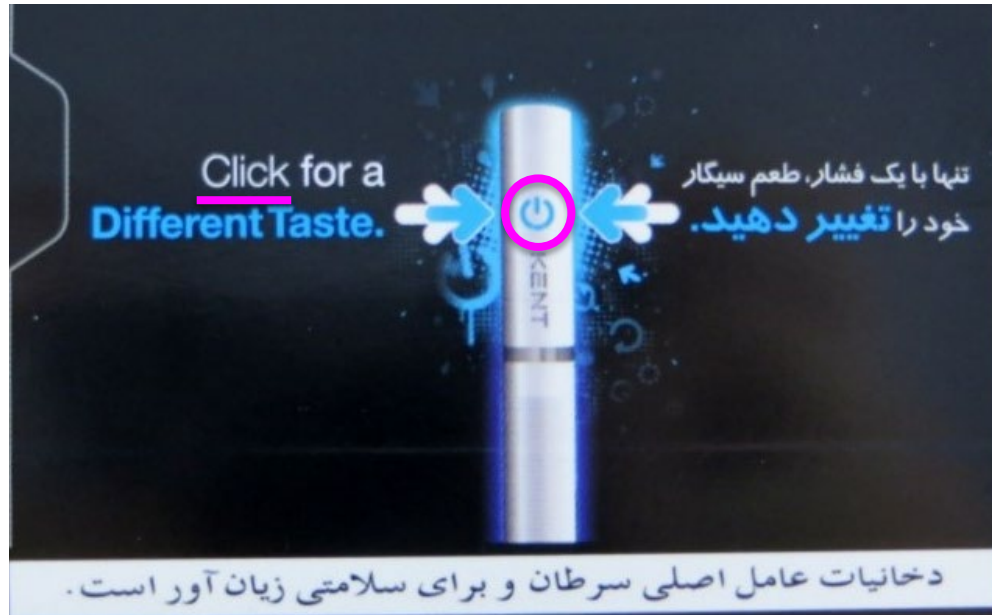 Click for a
Different Taste.
تنها با یک فشار، طعم سیگار
خود را تغییر دهید.
KENT
دخانیات عامل اصلی سرطان و برای سلامتی زیان آور است.